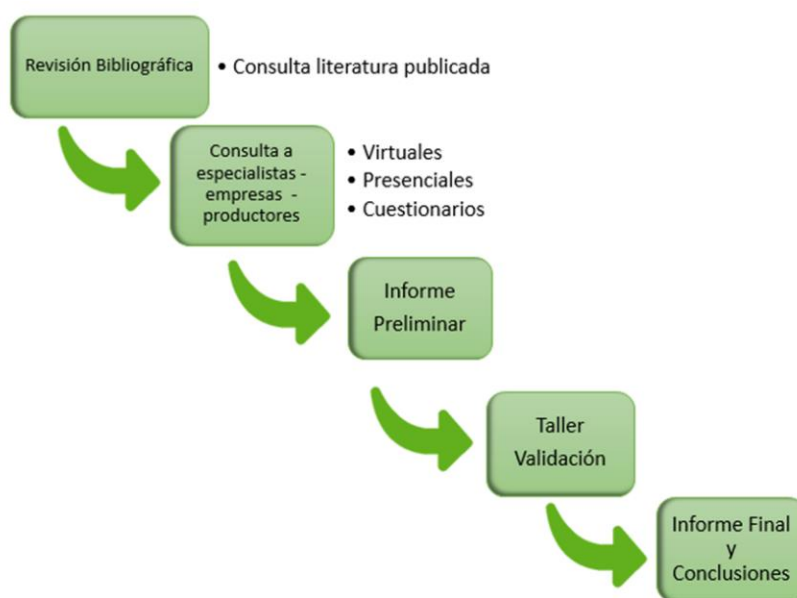 Revisión Bibliográfica
• Consulta literatura publicada
Consulta a
especialistas -
empresas -
productores
• Virtuales
• Presenciales
• Cuestionarios
Informe
Preliminar
Taller
Validación
Informe Final
y
Conclusiones